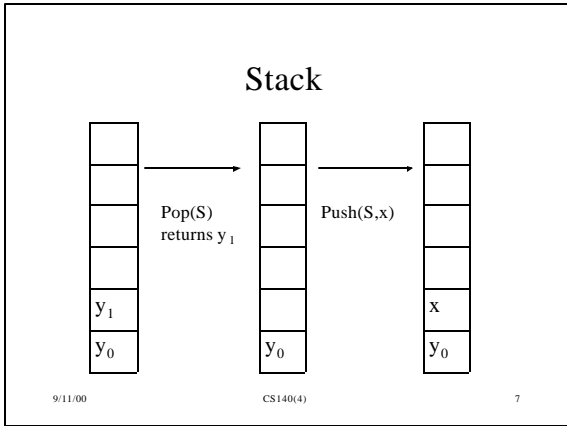 Stack
Pop(S)
returns y1
Push(S,x)
y1
y0
y0
x
y0
9/11/00
CS140(4)
7